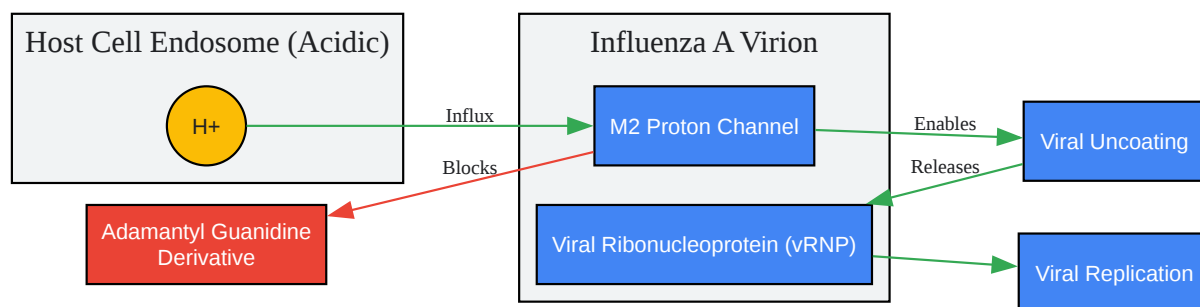 Host Cell Endosome (Acidic)
Influenza A Virion
H+
Influx
M2 Proton Channel
Enables
Viral Uncoating
Blocks
Releases
Adamantyl Guanidine
Derivative
Viral Ribonucleoprotein (vRNP)
Viral Replication